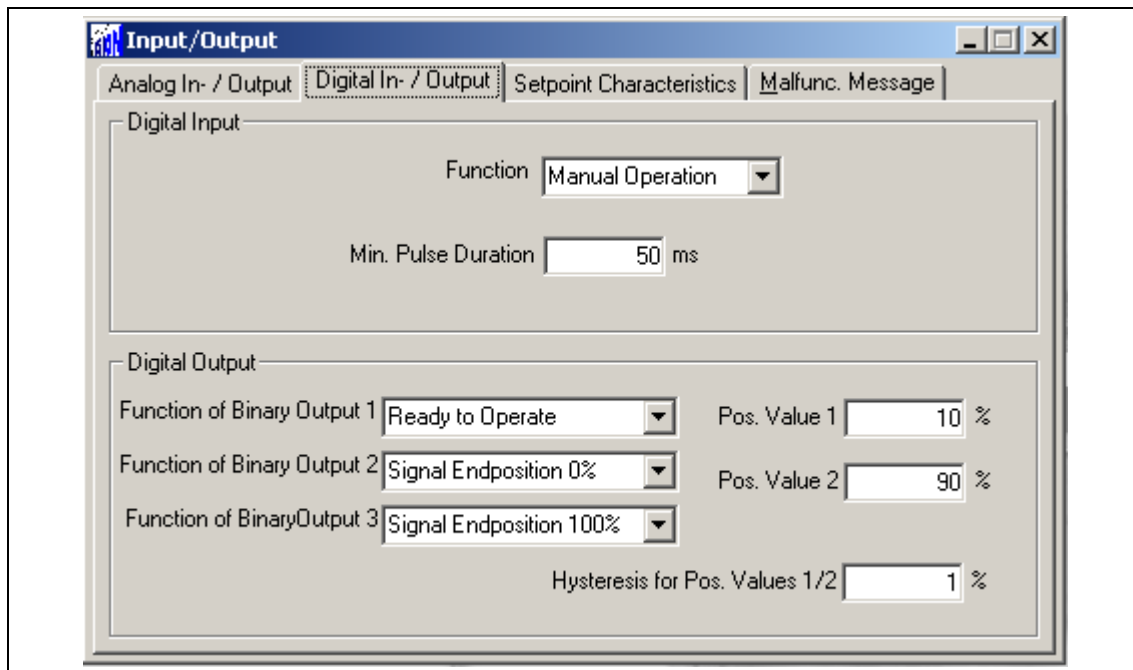 Input/Output
Analog In- / Output Digital In- / Output Setpoint Characteristics Malfunc. Message
Digital Input
Function Manual Operation
Min. Pulse Duration 50 ms
Digital Output
Function of Binary Output 1 Ready to Operate Pos. Value 1 10 %
Function of Binary Output 2 Signal Endposition 0% Pos. Value 2 90 %
Function of BinaryOutput 3 Signal Endposition 100%
Hysteresis for Pos. Values 1/2 1 %